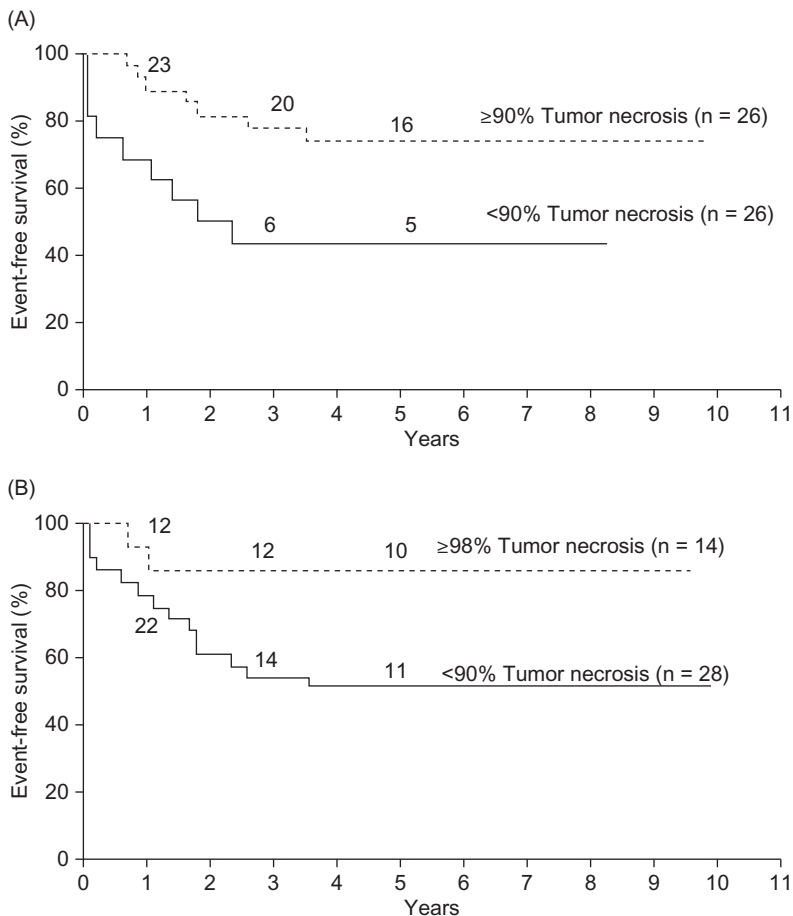 (A)
100
80
60
40
20
0
Event-free survival (%)
23
20
16
≥90% Tumor necrosis (n = 26)
6
5
<90% Tumor necrosis (n = 26)
0 1 2 3 4 5 6 7 8 9 10 11
Years
(B)
100
80
60
40
20
0
Event-free survival (%)
12
12
10
≥98% Tumor necrosis (n = 14)
22
14
11
<90% Tumor necrosis (n = 28)
0 1 2 3 4 5 6 7 8 9 10 11
Years